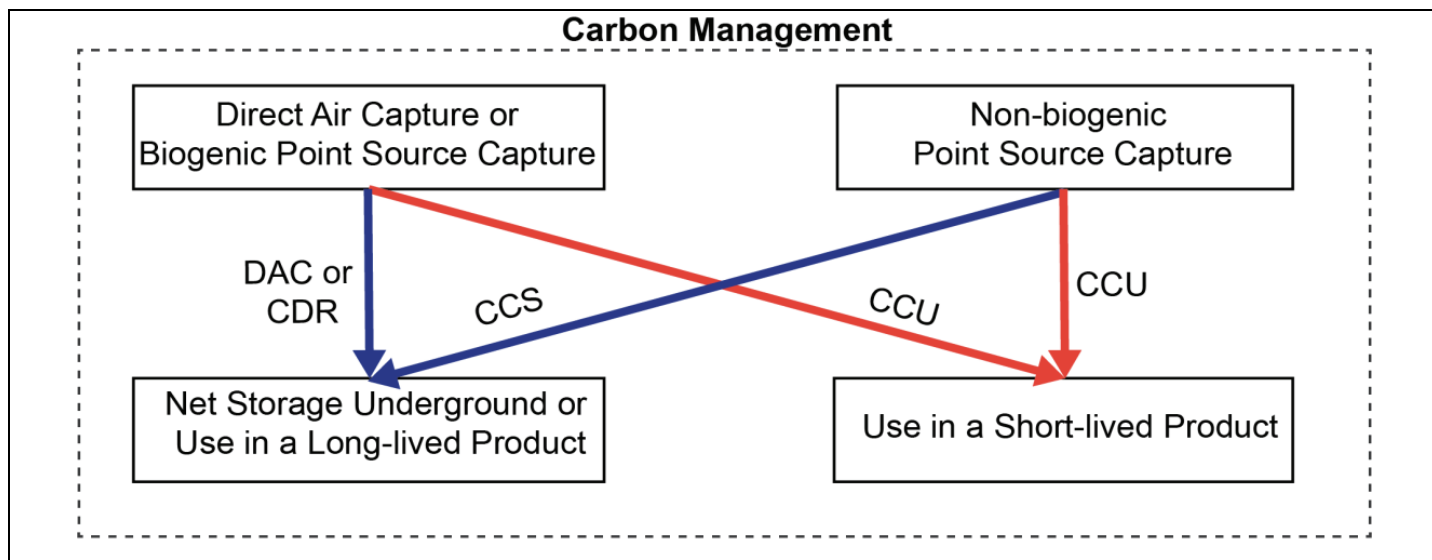 Carbon Management
Direct Air Capture or
Biogenic Point Source Capture
Non-biogenic
Point Source Capture
DAC or
CDR
CCS
CCU
CCU
Net Storage Underground or
Use in a Long-lived Product
Use in a Short-lived Product